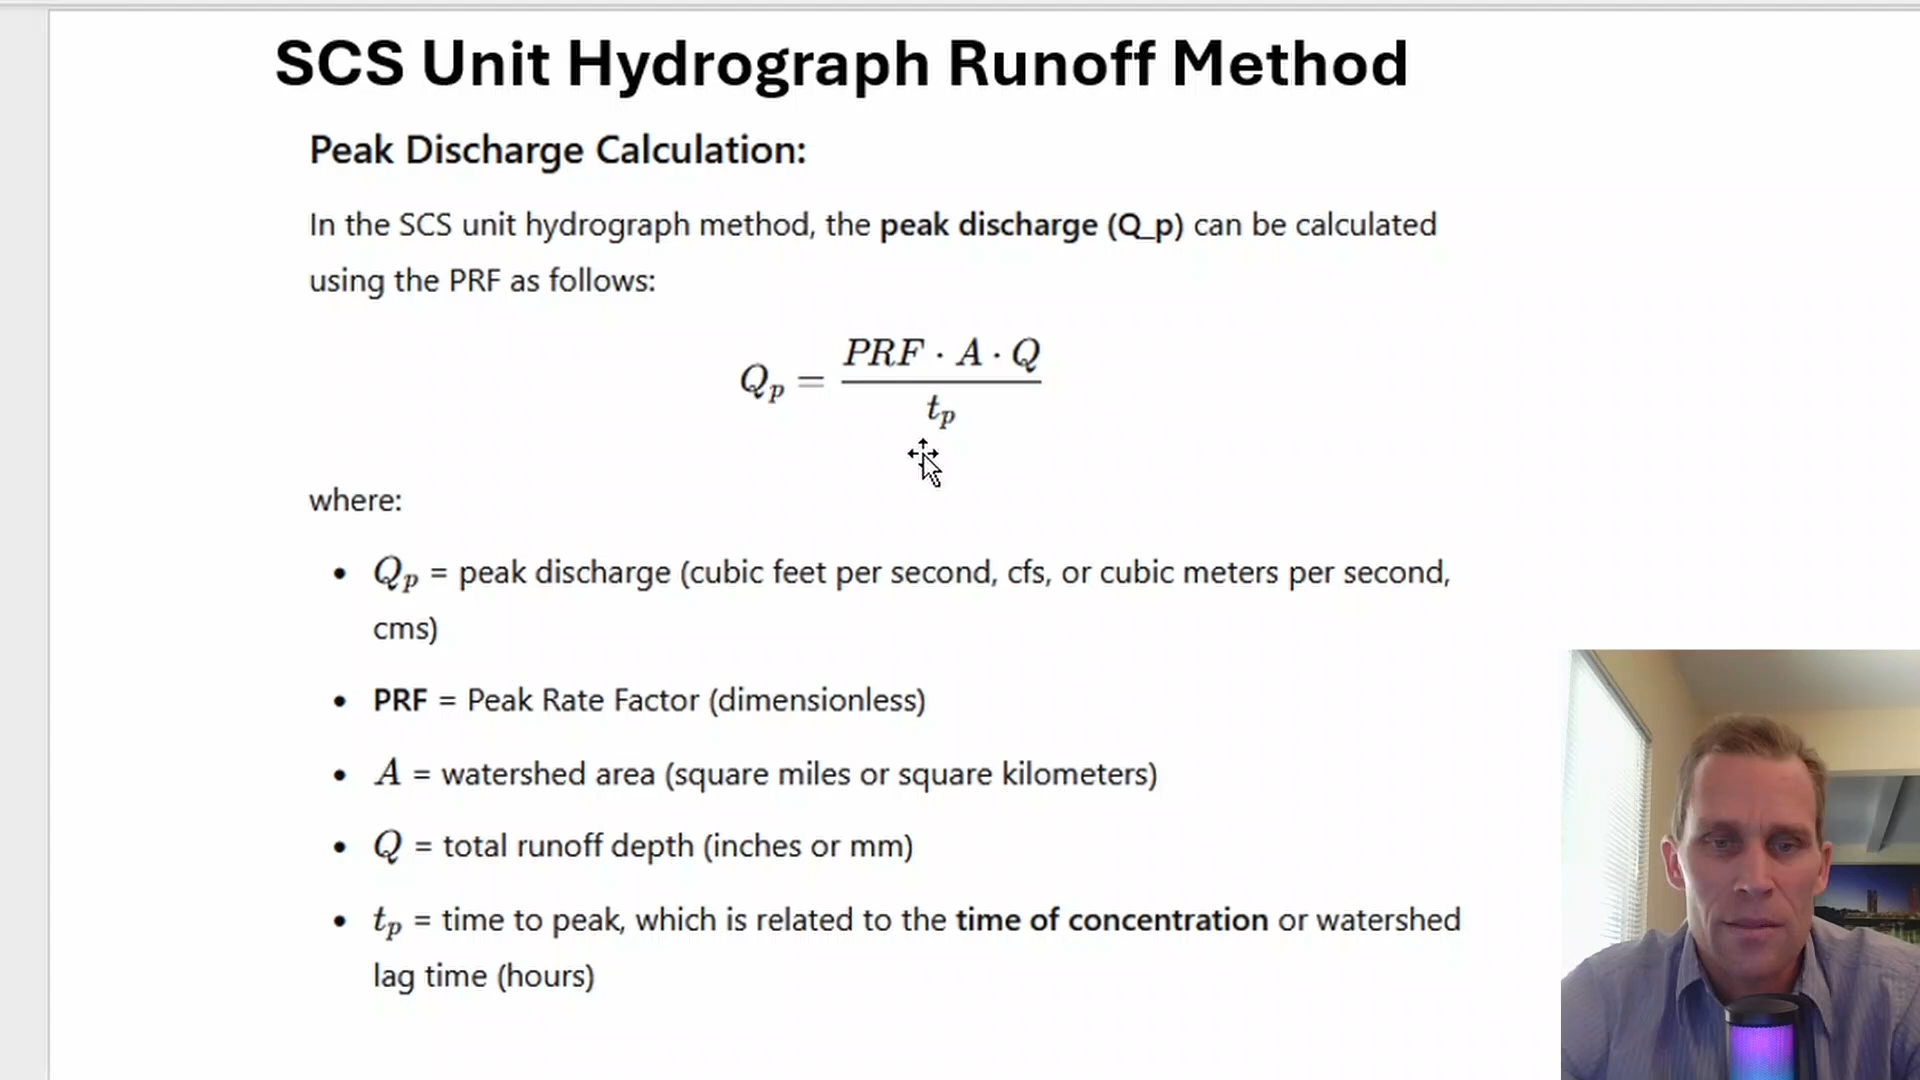 SCS Unit Hydrograph Runoff Method
Peak Discharge Calculation:
In the SCS unit hydrograph method, the peak discharge (Q_p) can be calculated
using the PRF as follows:
Q_p = \frac{PRF · A · Q}{t_p}
where:
• Q_p = peak discharge (cubic feet per second, cfs, or cubic meters per second,
cms)
• PRF = Peak Rate Factor (dimensionless)
• A = watershed area (square miles or square kilometers)
• Q = total runoff depth (inches or mm)
• t_p = time to peak, which is related to the time of concentration or watershed
lag time (hours)